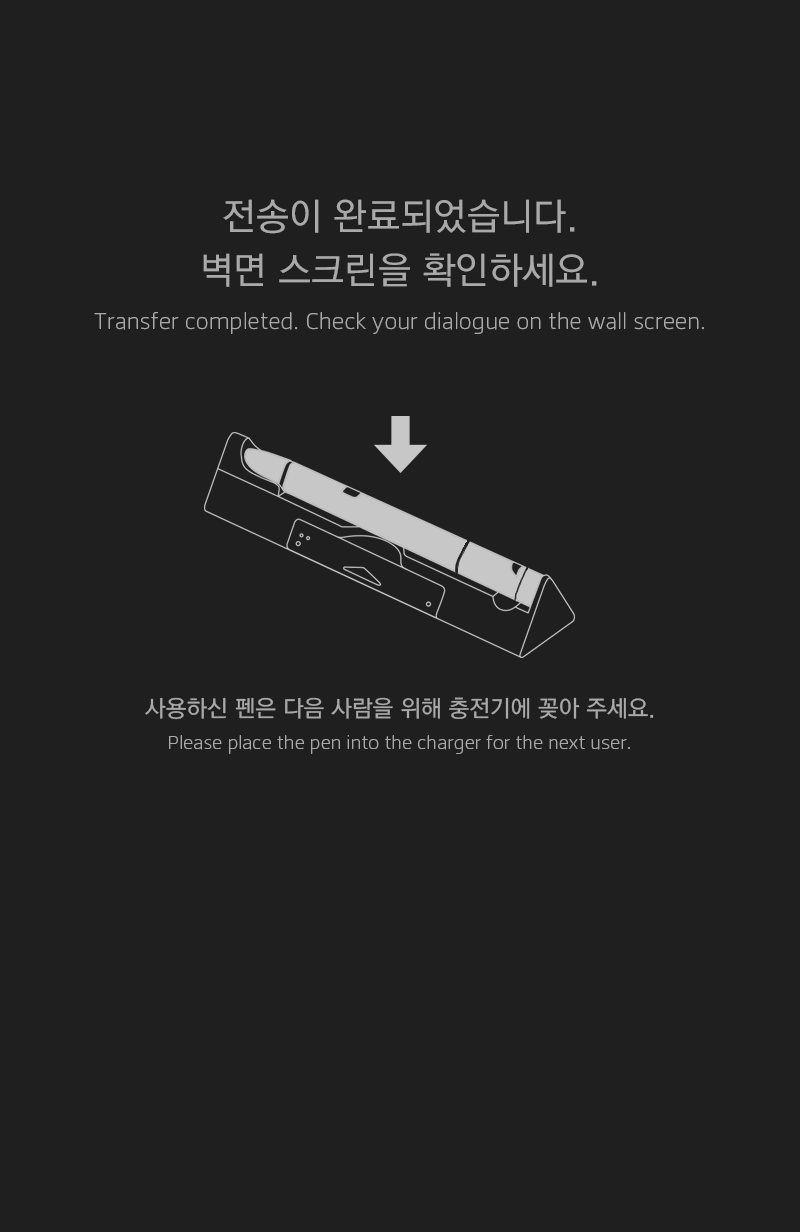 전송이 완료되었습니다.
벽면 스크린을 확인하세요.
Transfer completed. Check your dialogue on the wall screen.
사용하신 펜은 다음 사람을 위해 충전기에 꽂아 주세요.
Please place the pen into the charger for the next user.